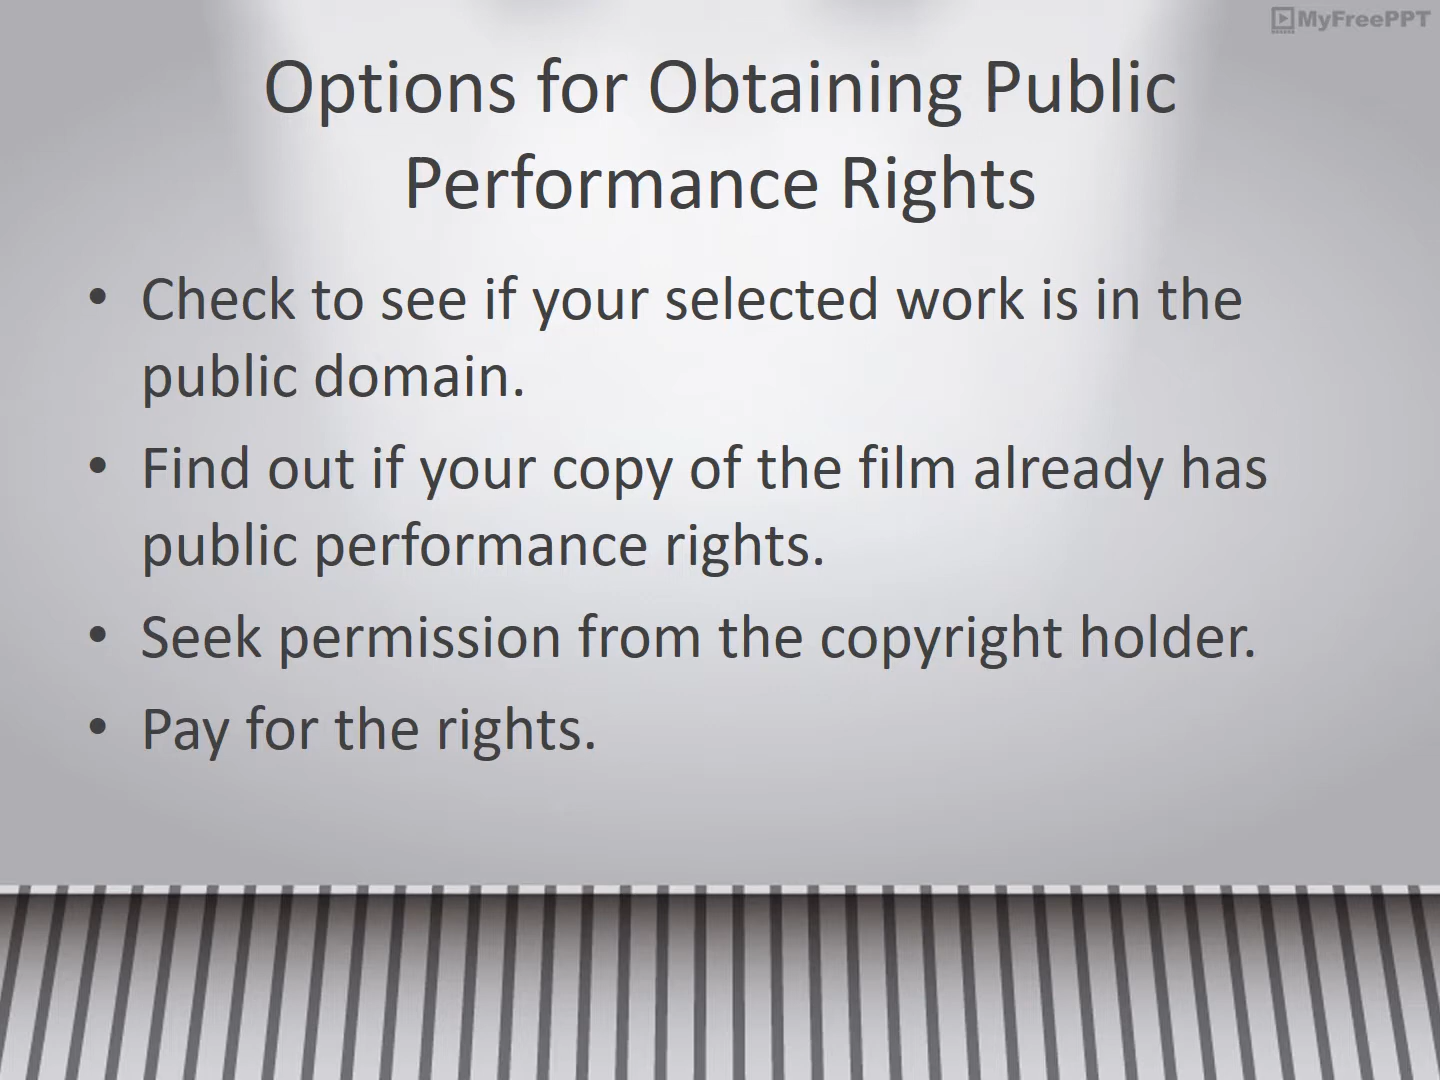 MyFreePPT
Options for Obtaining Public
Performance Rights
• Check to see if your selected work is in the
public domain.
• Find out if your copy of the film already has
public performance rights.
• Seek permission from the copyright holder.
• Pay for the rights.